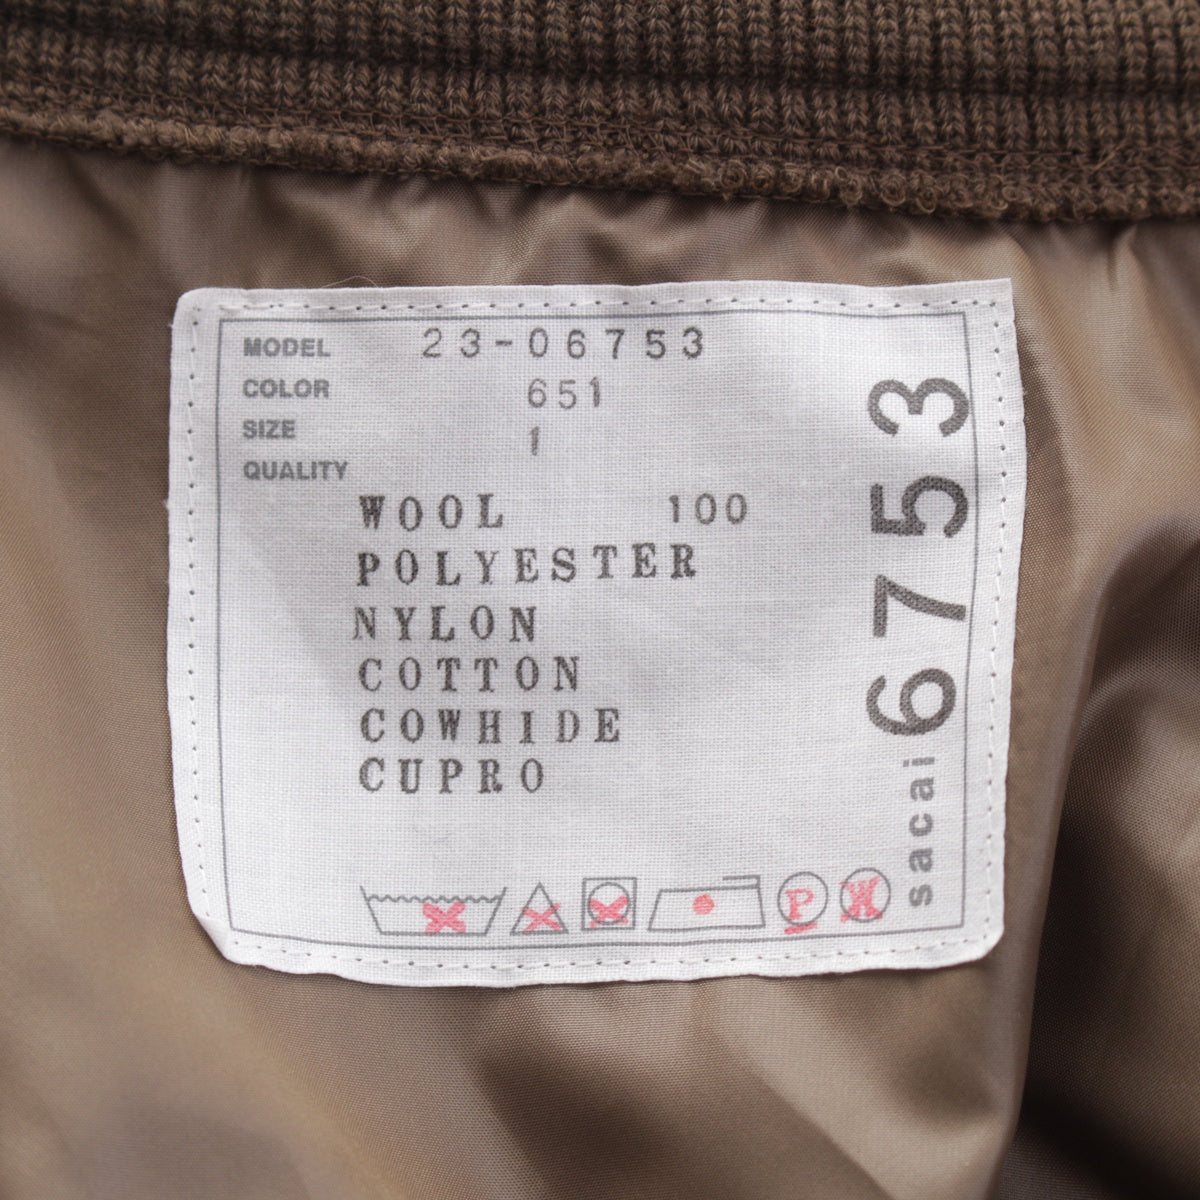 MODEL 23-06753
COLOR 651
SIZE 1
QUALITY
WOOL 100
POLYESTER
NYLON
COTTON
COWHIDE
CUPRO
P
W
sacai 6753